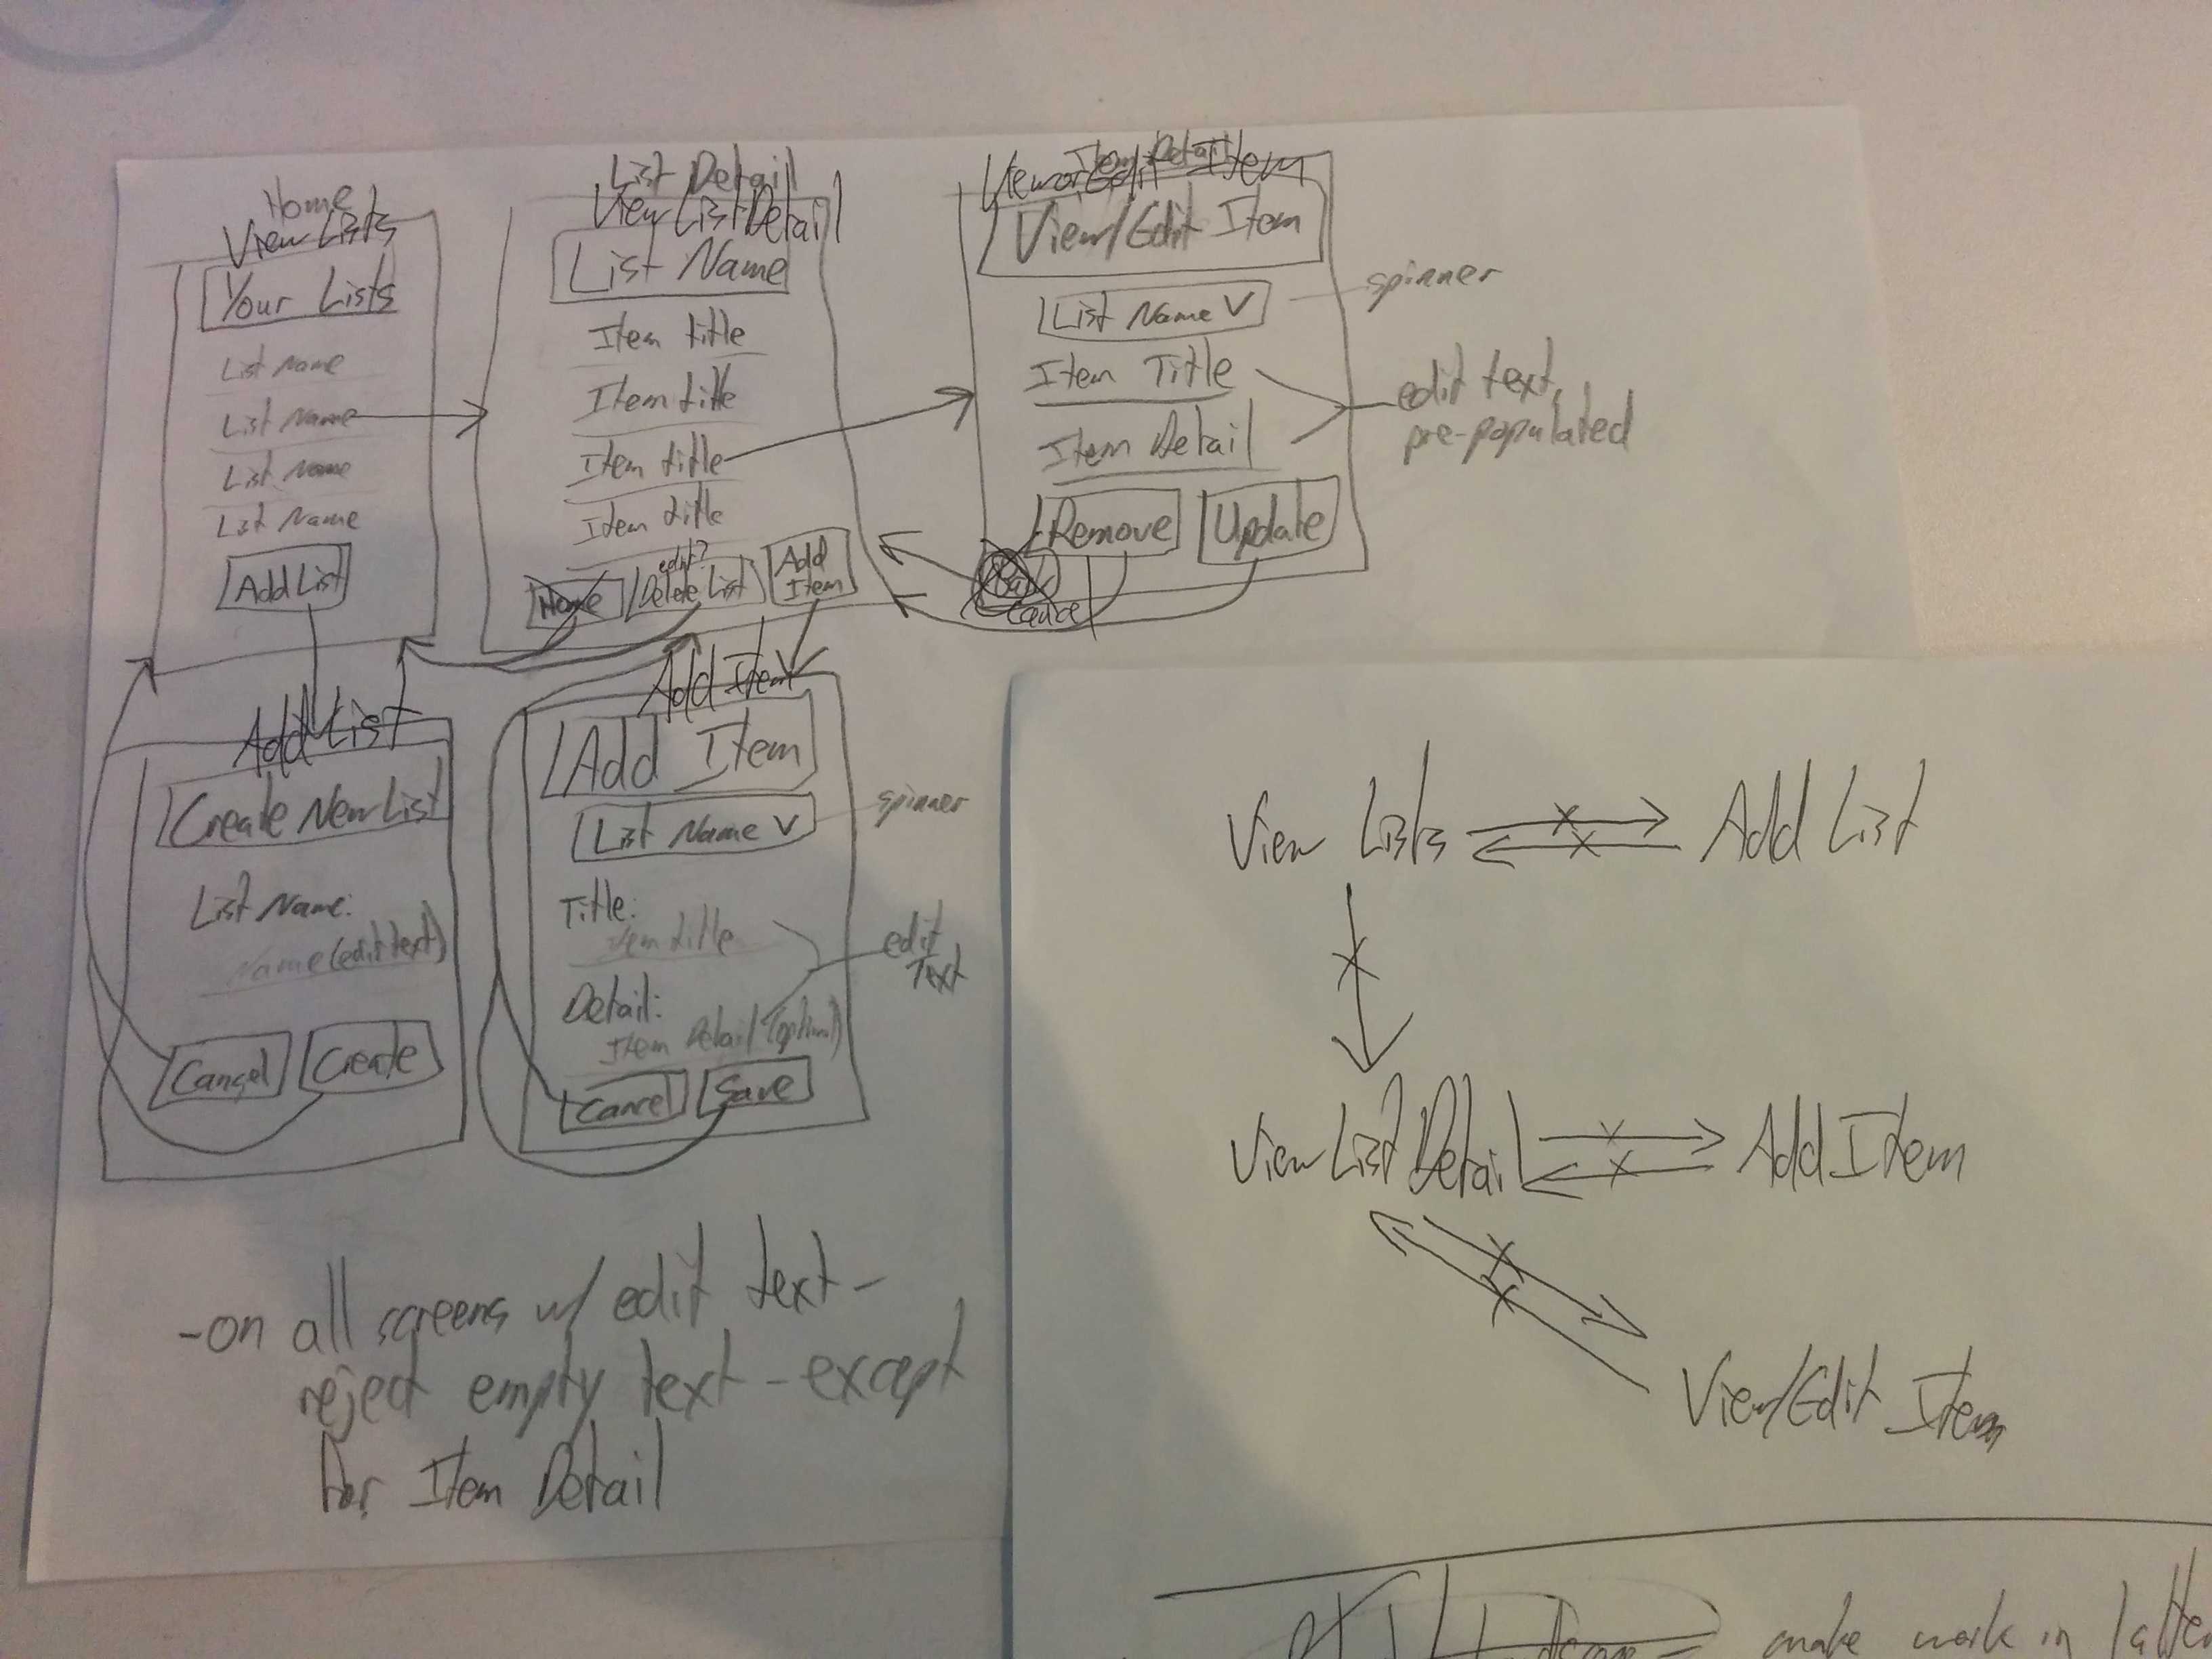 Home
View Lists
Your Lists
List Name
List Name
List Name
List Name
Add List
List Detail
View List Detail
List Name
Item title
Item title
Item title
Item title
Home
edit?
Delete List
Add
Item
Item Detail
View or Edit Item
View/Edit Item
List Name V
spinner
Item Title
Item Detail
edit text,
pre-populated
Remove
Update
Back
Cancel
Add List
Create New List
List Name:
Name (edit text)
Cancel
Create
Add Item
Add Item
List Name V
spinner
Title:
Item title
Detail:
Item Detail (optional)
edit
Text
Cancel
Save
-on all screens w/ edit text-
reject empty text - except
for Item Detail
View Lists
Add List
View List Detail
Add Item
View/Edit Item
make work in latter